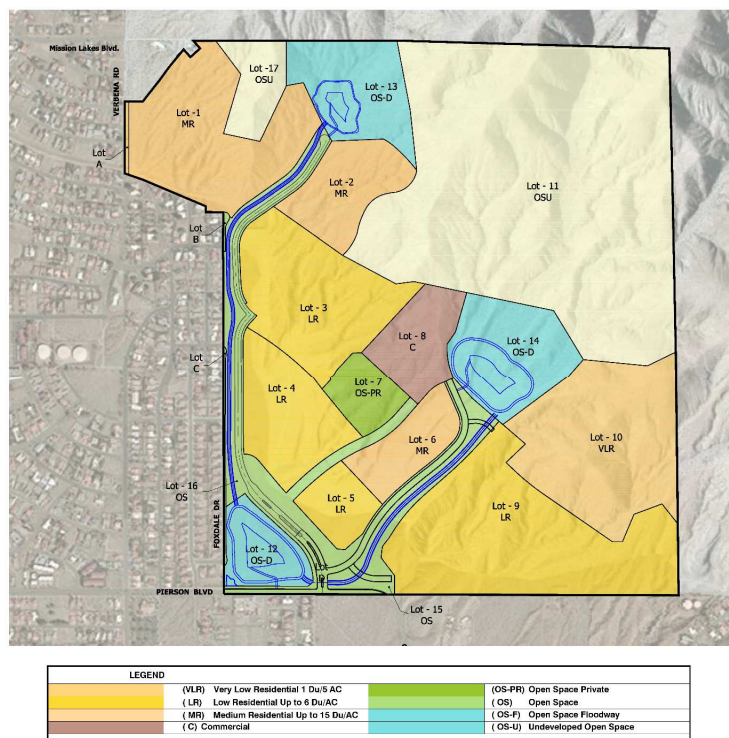 Mission Lakes Blvd.
VERBENA RD
Lot -17
OSU
Lot - 13
OS-D
Lot -1
MR
Lot
A
Lot -2
MR
Lot - 11
OSU
Lot
B
Lot - 3
LR
Lot - 8
C
Lot - 14
OS-D
Lot
C
Lot - 4
LR
Lot - 7
OS-PR
Lot - 6
MR
Lot - 10
VLR
Lot - 16
OS
Lot - 5
LR
Lot - 9
LR
FOXDALE DR
Lot - 12
OS-D
Lot
PIERSON BLVD
Lot - 15
OS
LEGEND
(VLR) Very Low Residential 1 Du/5 AC
(OS-PR) Open Space Private
( LR) Low Residential Up to 6 Du/AC
(OS) Open Space
( MR) Medium Residential Up to 15 Du/AC
( OS-F) Open Space Floodway
( C) Commercial
( OS-U) Undeveloped Open Space